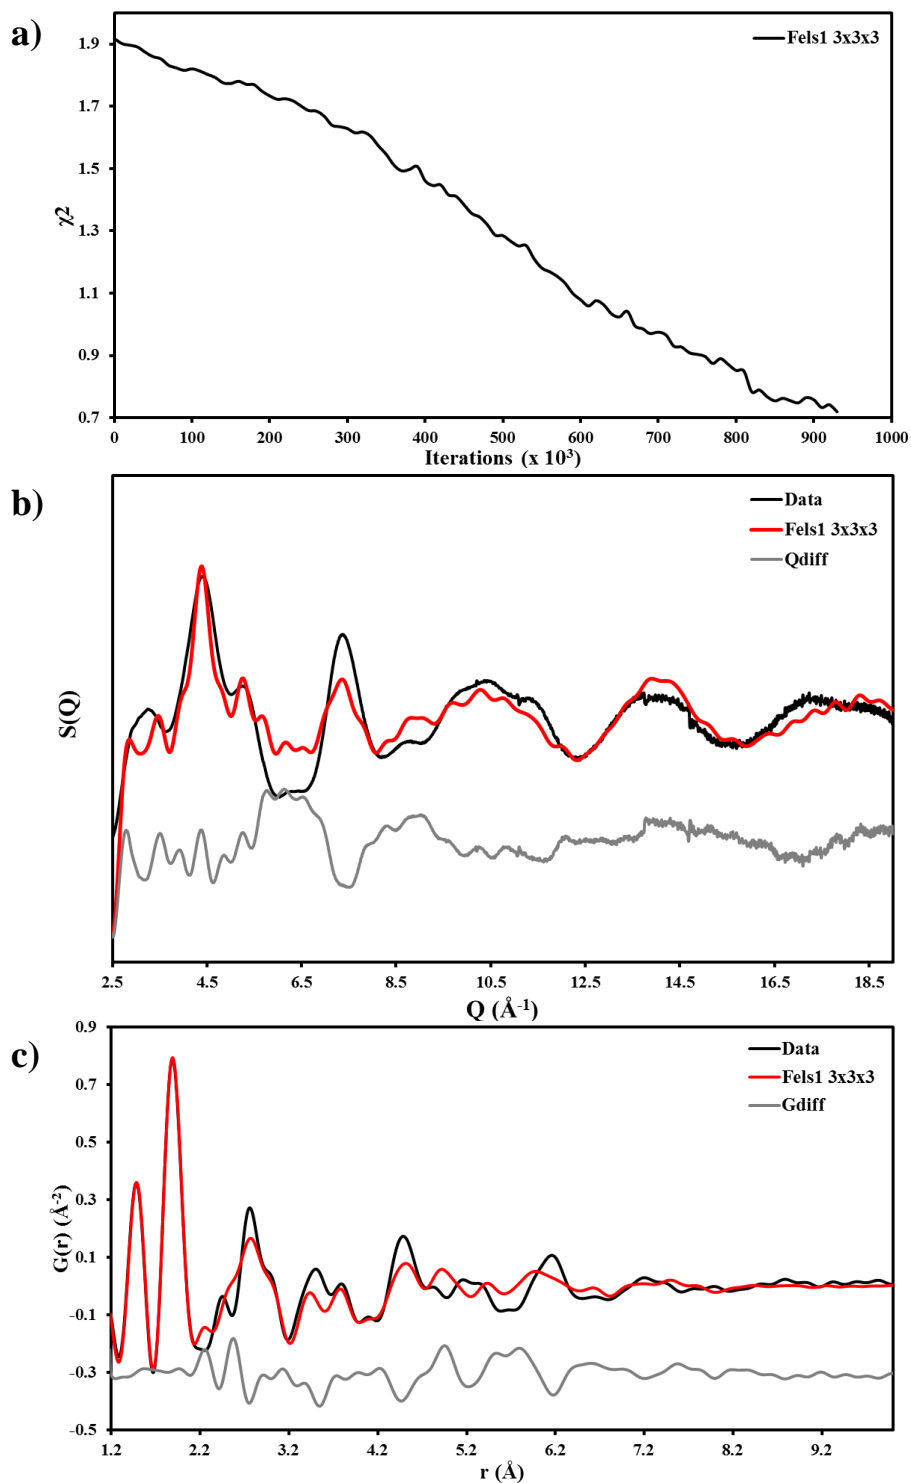 a)
Fels1 3x3x3
1.9
1.7
1.5
1.3
1.1
0.9
0.7
χ2
0 100 200 300 400 500 600 700 800 900 1000
Iterations (x 10³)
b)
Data
Fels1 3x3x3
Qdiff
S(Q)
2.5 4.5 6.5 8.5 10.5 12.5 14.5 16.5 18.5
Q (Å⁻¹)
c)
Data
Fels1 3x3x3
Gdiff
0.9
0.7
0.5
0.3
0.1
-0.1
-0.3
-0.5
G(r) (Å⁻²)
1.2 2.2 3.2 4.2 5.2 6.2 7.2 8.2 9.2
r (Å)